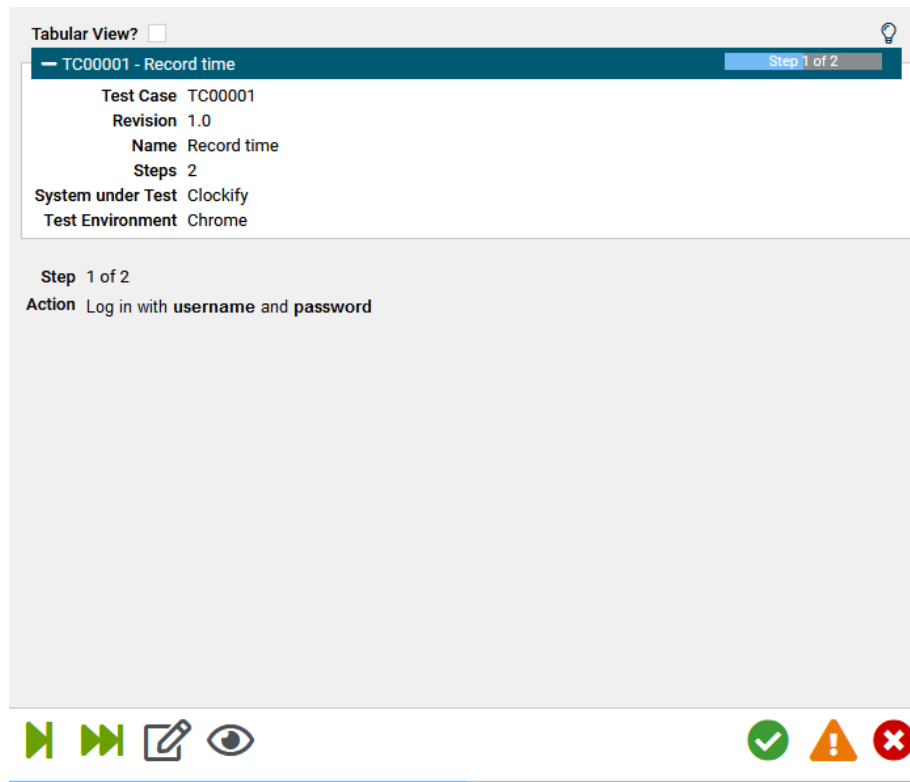 Tabular View?
TC00001 - Record time
Step 1 of 2
Test Case TC00001
Revision 1.0
Name Record time
Steps 2
System under Test Clockify
Test Environment Chrome
Step 1 of 2
Action Log in with username and password